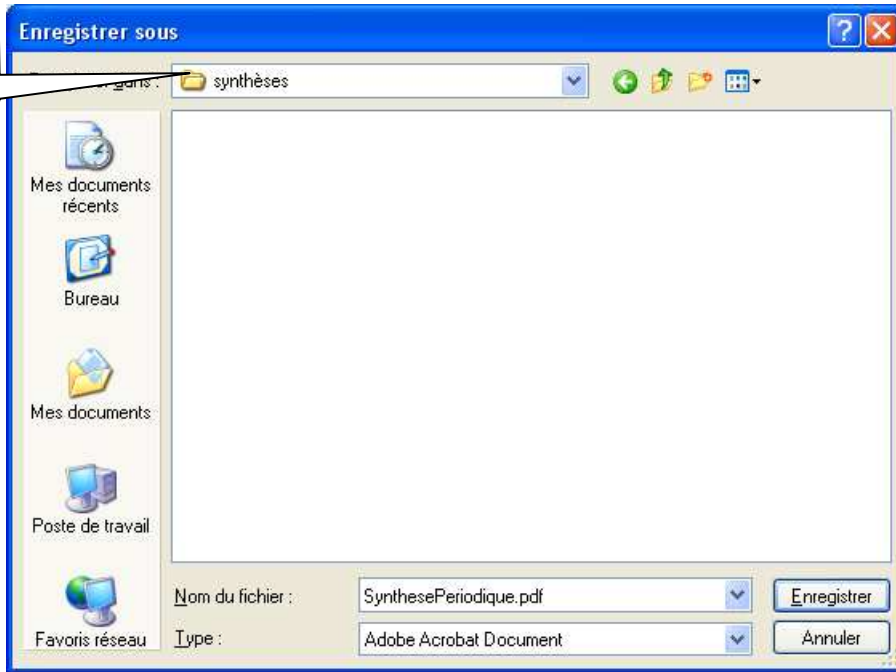 Enregistrer sous
synthèses
Mes documents
récents
Bureau
Mes documents
Poste de travail
Favoris réseau
Nom du fichier :
SynthesePeriodique.pdf
Enregistrer
Type :
Adobe Acrobat Document
Annuler